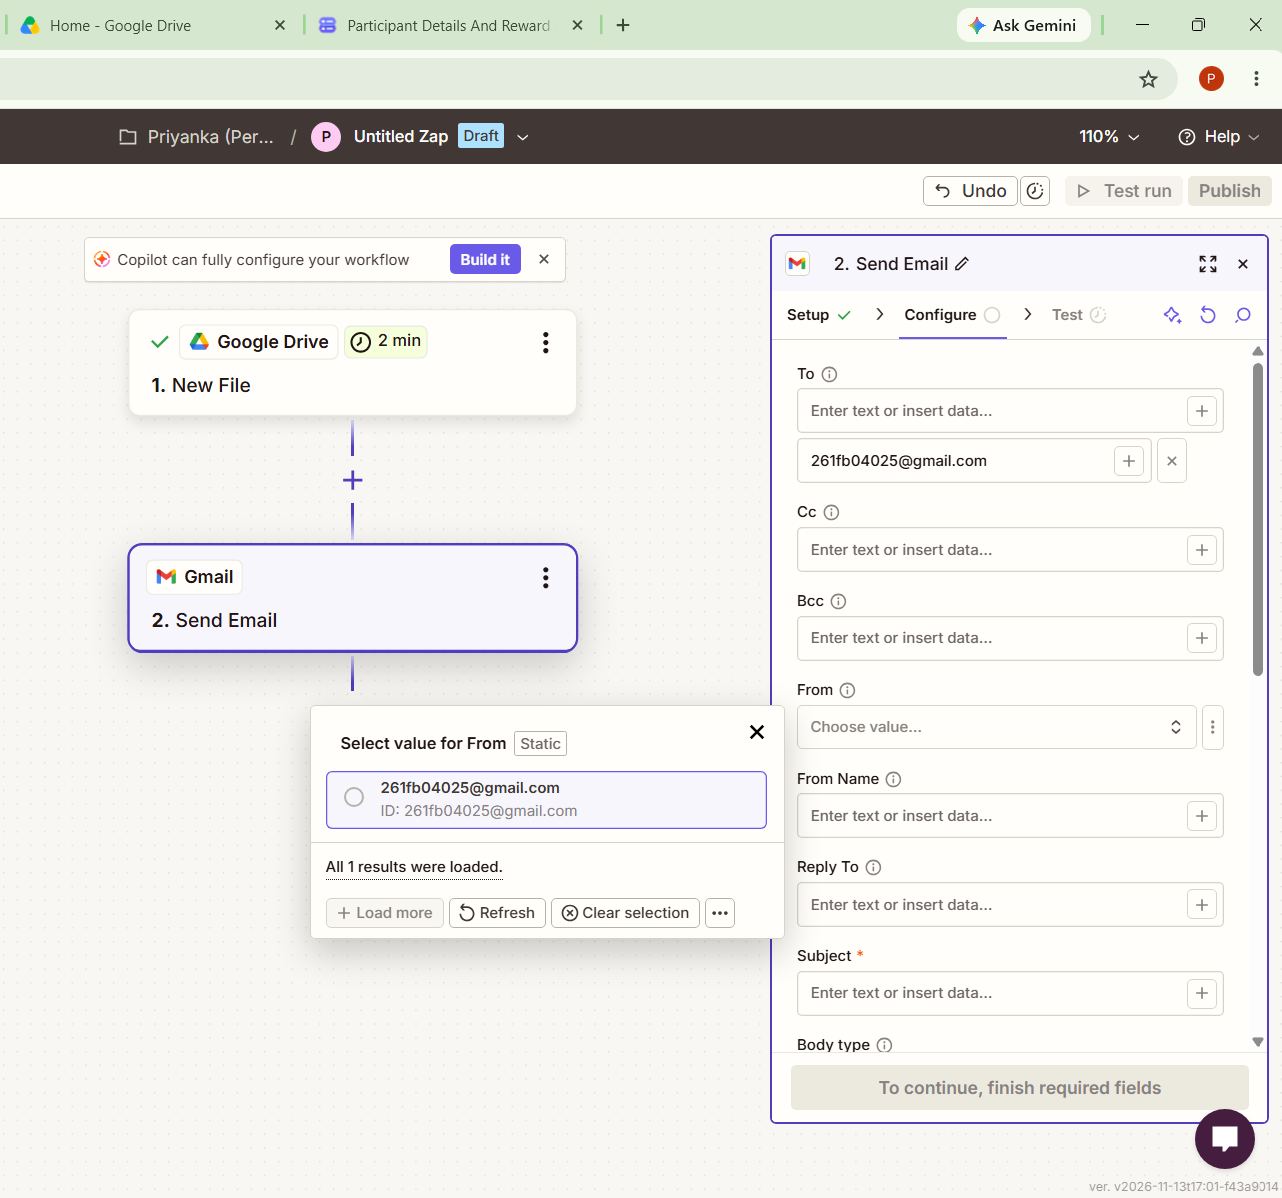 Home - Google Drive
Participant Details And Reward
Ask Gemini
P
Priyanka (Per... / P Untitled Zap Draft
110%
Help
Undo
Test run
Publish
Copilot can fully configure your workflow
Build it
Google Drive
2 min
1. New File
Gmail
2. Send Email
Select value for From
Static
261fb04025@gmail.com
ID: 261fb04025@gmail.com
All 1 results were loaded.
Load more
Refresh
Clear selection
2. Send Email
Setup
Configure
Test
To
Enter text or insert data...
261fb04025@gmail.com
Cc
Enter text or insert data...
Bcc
Enter text or insert data...
From
Choose value...
From Name
Enter text or insert data...
Reply To
Enter text or insert data...
Subject *
Enter text or insert data...
Body type
To continue, finish required fields
ver. v2026-11-13t17:01-f43a9014